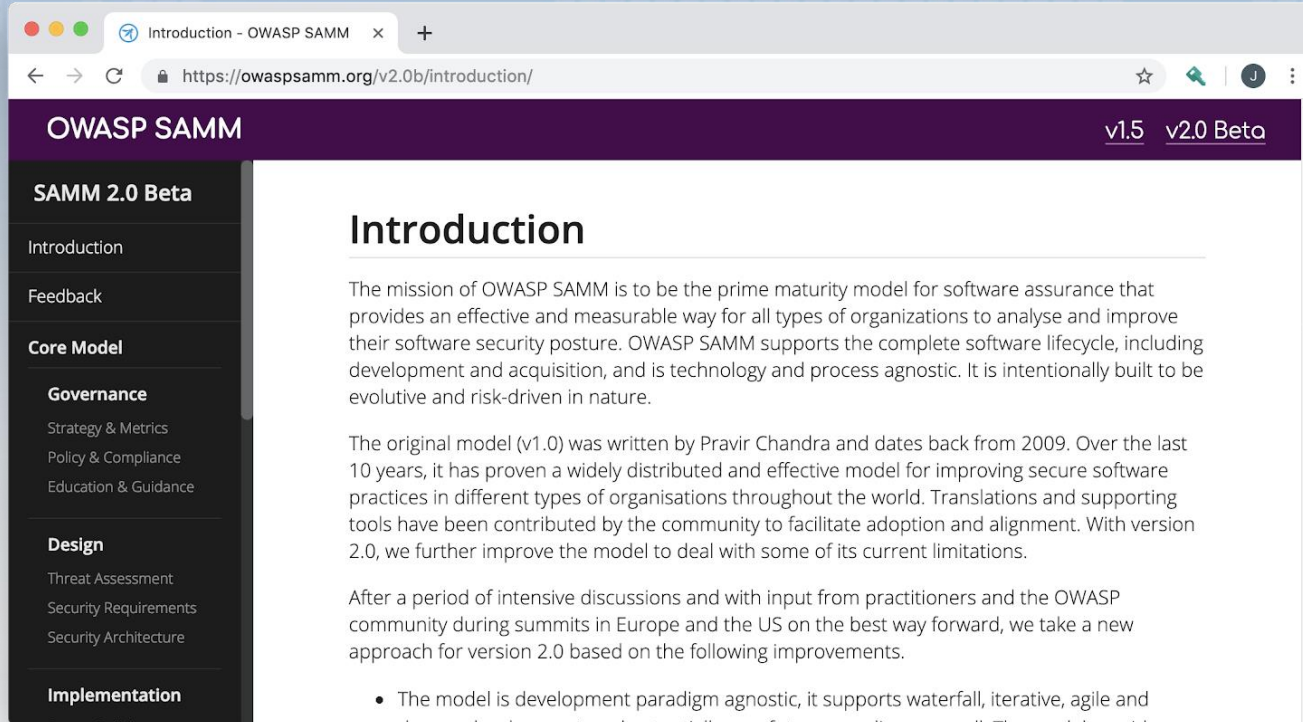 Introduction - OWASP SAMM
https://owaspsamm.org/v2.0b/introduction/
J
OWASP SAMM
v1.5 v2.0 Beta
SAMM 2.0 Beta
Introduction
Feedback
Core Model
Governance
Strategy & Metrics
Policy & Compliance
Education & Guidance
Design
Threat Assessment
Security Requirements
Security Architecture
Implementation
Introduction
The mission of OWASP SAMM is to be the prime maturity model for software assurance that
provides an effective and measurable way for all types of organizations to analyse and improve
their software security posture. OWASP SAMM supports the complete software lifecycle, including
development and acquisition, and is technology and process agnostic. It is intentionally built to be
evolutive and risk-driven in nature.
The original model (v1.0) was written by Pravir Chandra and dates back from 2009. Over the last
10 years, it has proven a widely distributed and effective model for improving secure software
practices in different types of organisations throughout the world. Translations and supporting
tools have been contributed by the community to facilitate adoption and alignment. With version
2.0, we further improve the model to deal with some of its current limitations.
After a period of intensive discussions and with input from practitioners and the OWASP
community during summits in Europe and the US on the best way forward, we take a new
approach for version 2.0 based on the following improvements.
• The model is development paradigm agnostic, it supports waterfall, iterative, agile and